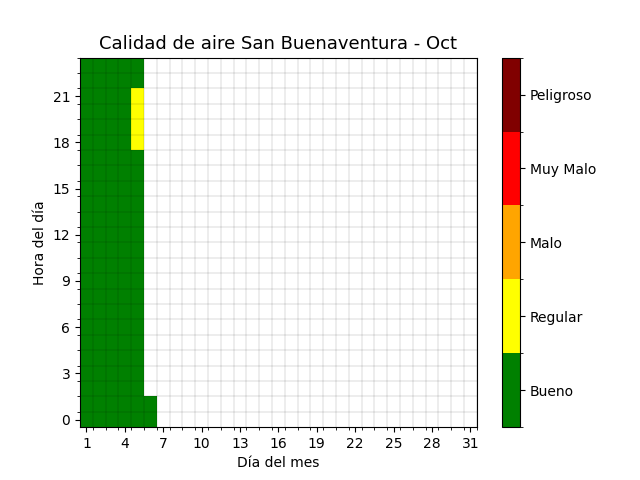 Calidad de aire San Buenaventura - Oct
Hora del día
21
18
15
12
9
6
3
0
1 4 7 10 13 16 19 22 25 28 31
Día del mes
Peligroso
Muy Malo
Malo
Regular
Bueno